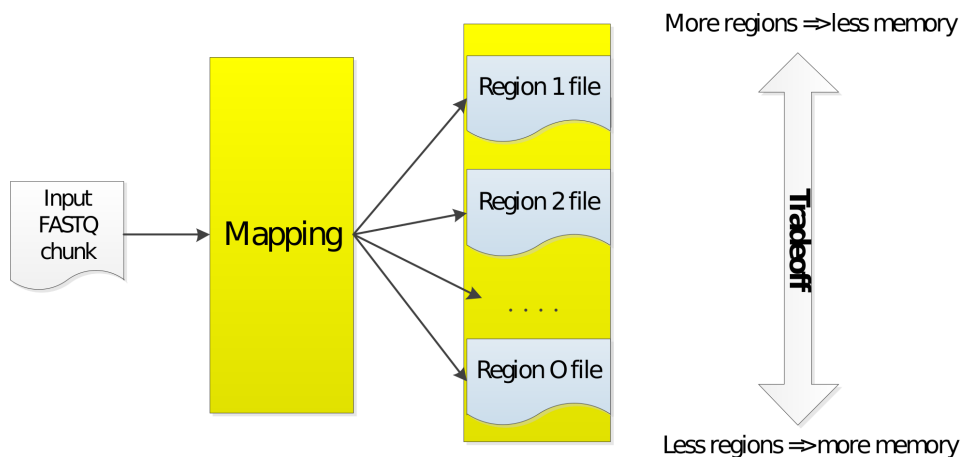 More regions => less memory
Region 1 file
Input
FASTQ
chunk
Mapping
Region 2 file
. . . .
Region O file
Tradeoff
Less regions => more memory